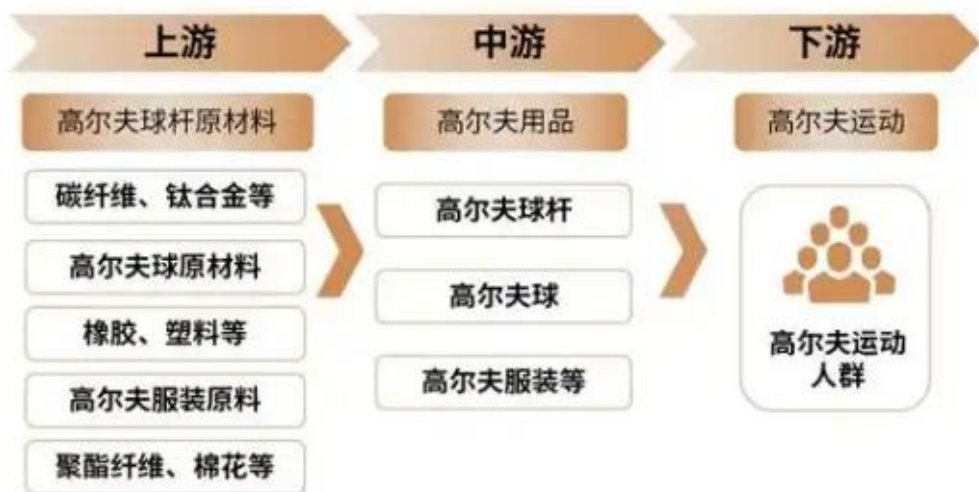 上游
高尔夫球杆原材料
碳纤维、钛合金等
高尔夫球原材料
橡胶、塑料等
高尔夫服装原料
聚酯纤维、棉花等
中游
高尔夫用品
高尔夫球杆
高尔夫球
高尔夫服装等
下游
高尔夫运动
高尔夫运动
人群